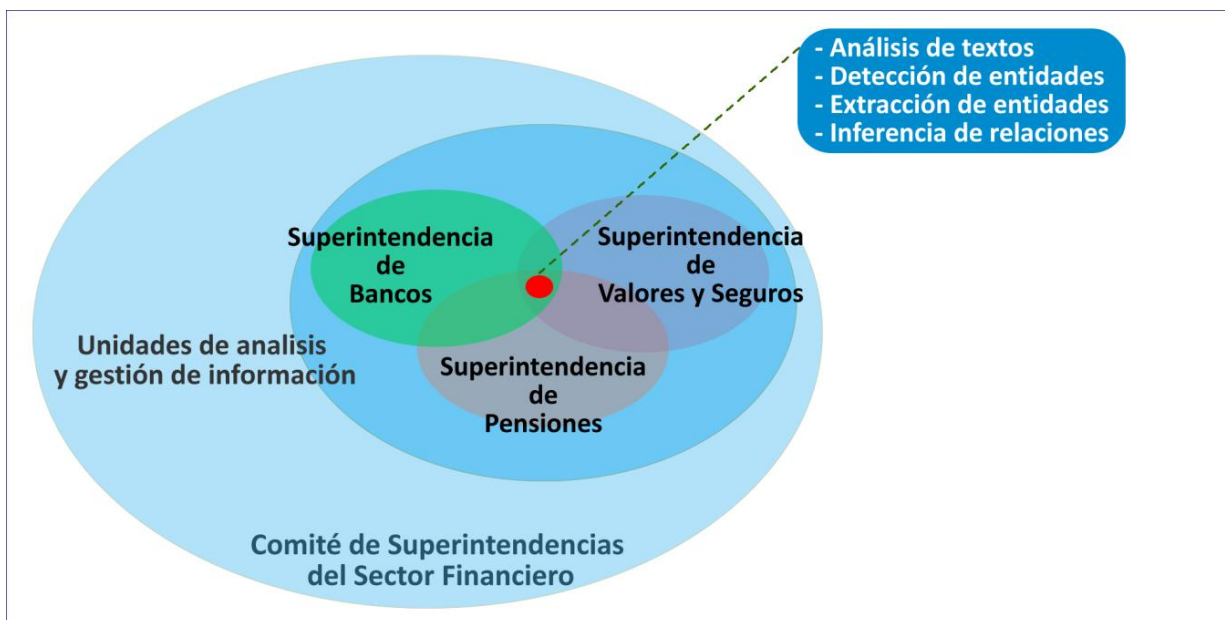 - Análisis de textos
- Detección de entidades
- Extracción de entidades
- Inferencia de relaciones
Superintendencia
de
Bancos
Superintendencia
de
Valores y Seguros
Unidades de analisis
y gestión de información
Superintendencia
de
Pensiones
Comité de Superintendencias
del Sector Financiero